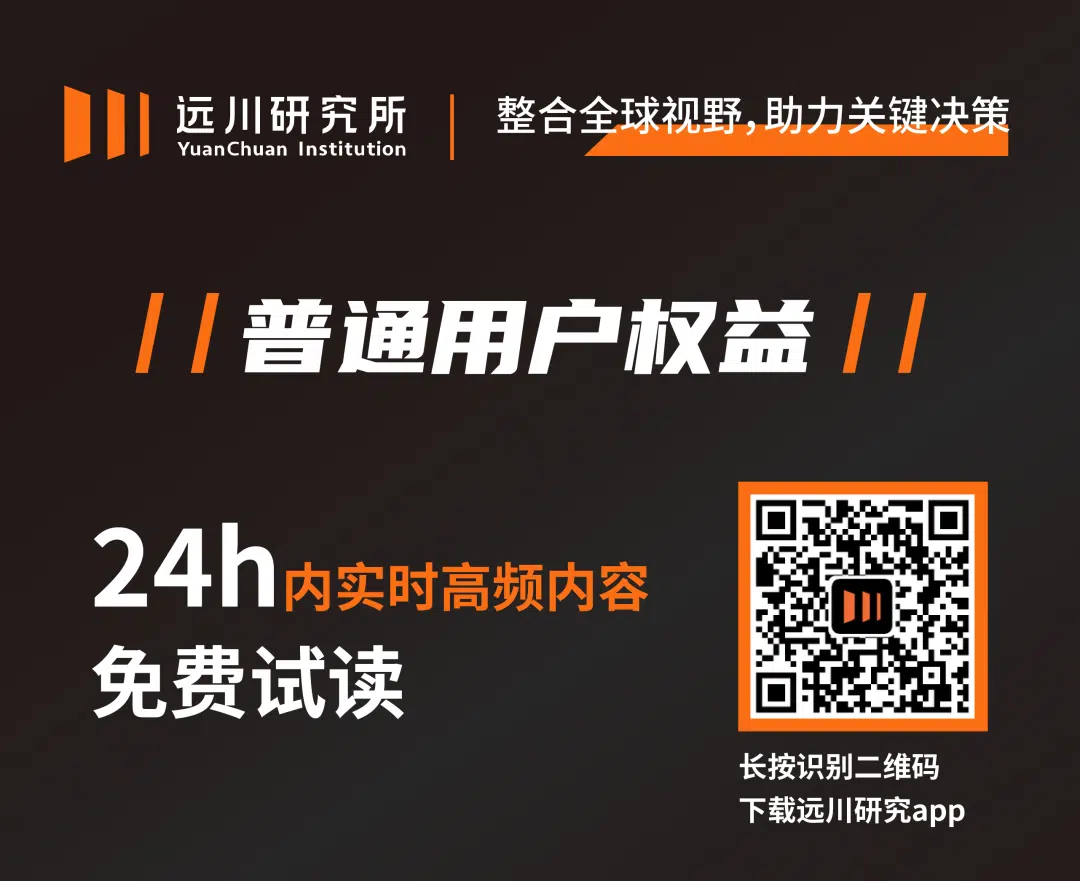 远川研究所
YuanChuan Institution
整合全球视野,助力关键决策
普通用户权益
24h内实时高频内容
免费试读
长按识别二维码
下载远川研究app